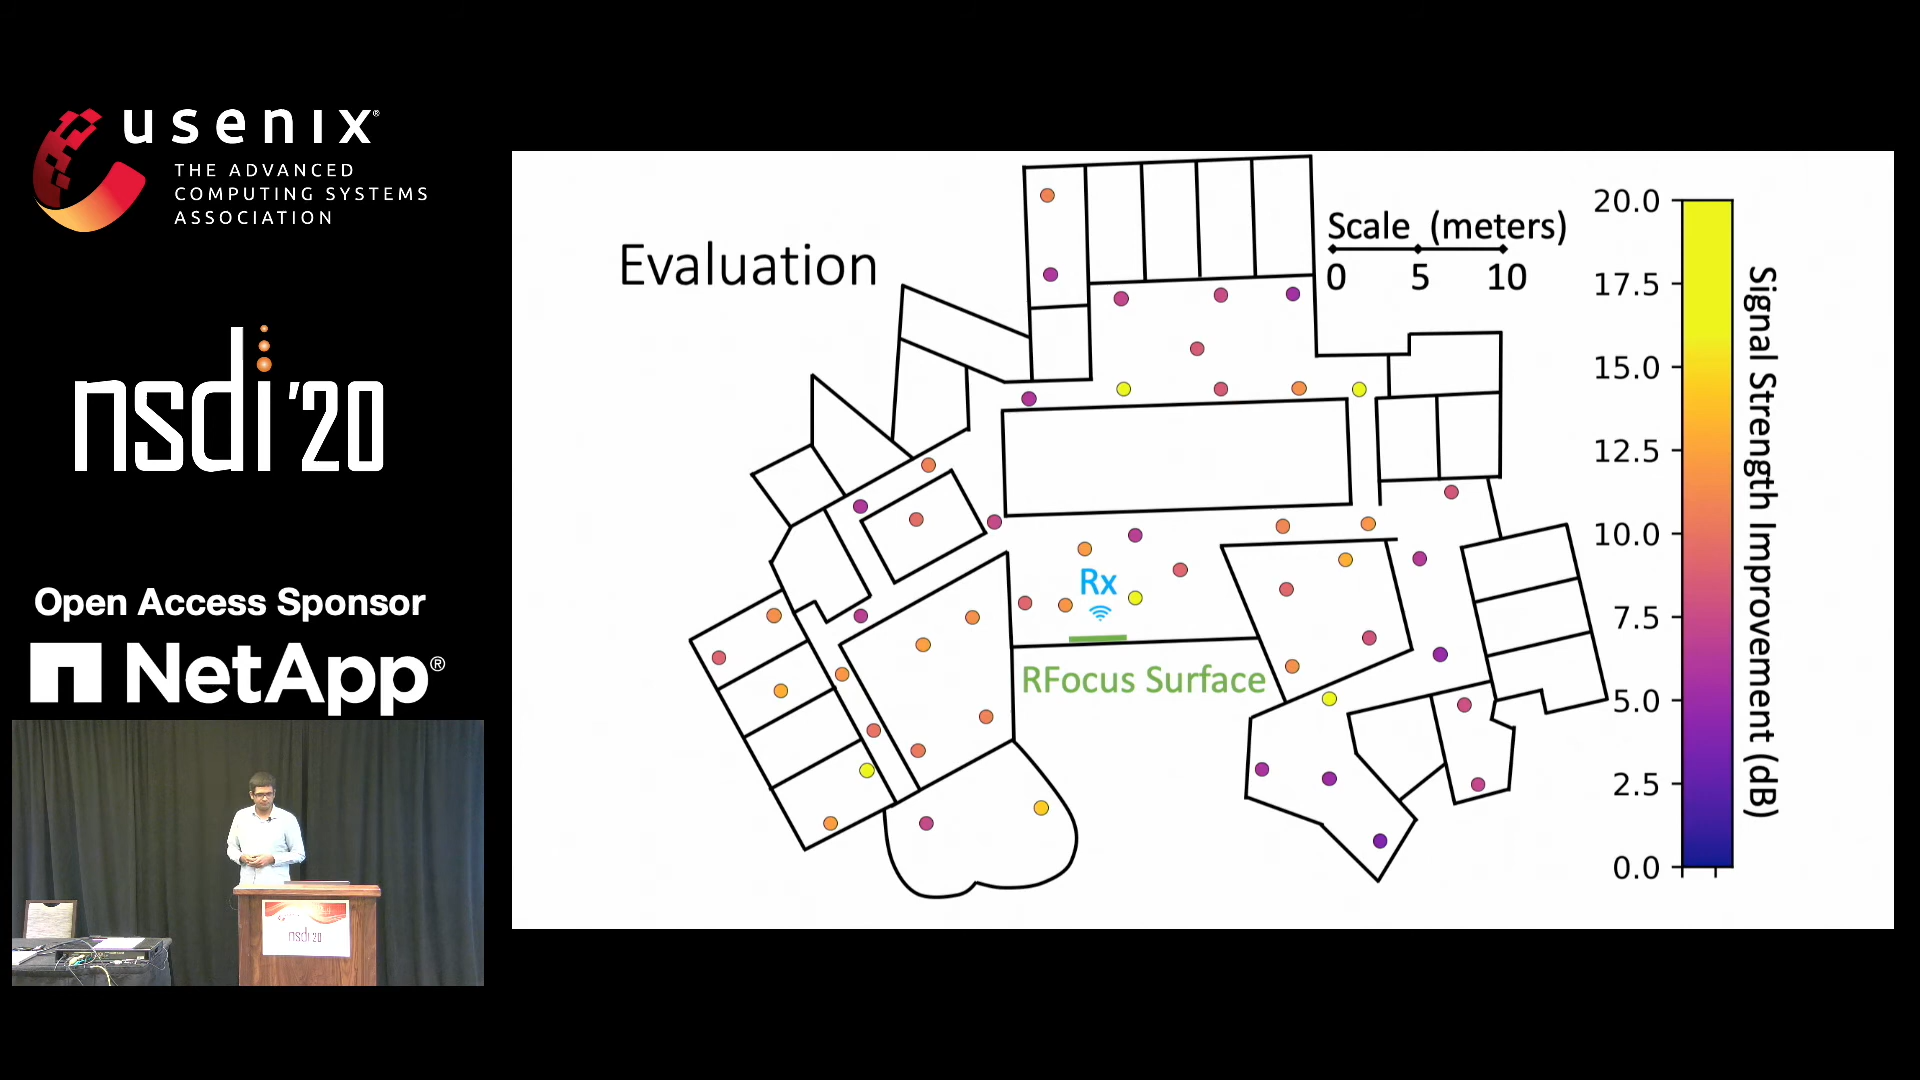 usenix®
THE ADVANCED
COMPUTING SYSTEMS
ASSOCIATION
nsdi '20
Open Access Sponsor
NetApp®
Evaluation
Scale (meters)
0 5 10
Rx
RFocus Surface
20.0
17.5
15.0
12.5
10.0
7.5
5.0
2.5
0.0
Signal Strength Improvement (dB)
nsdi 20